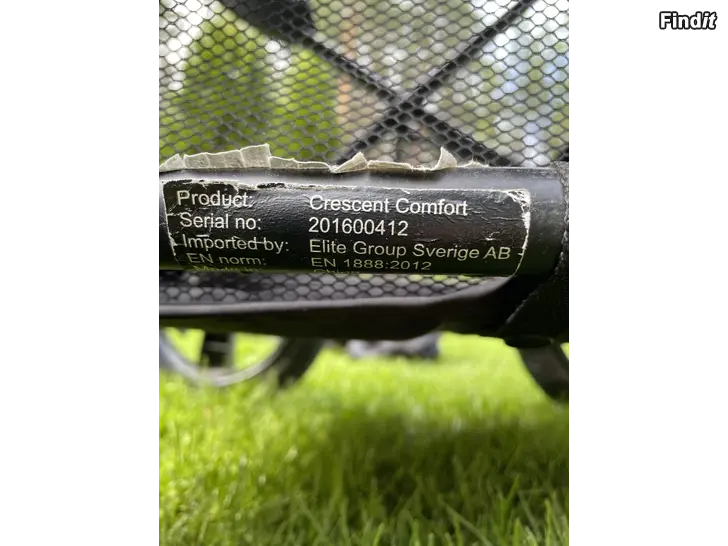 Findit
Product: Crescent Comfort
Serial no: 201600412
Imported by: Elite Group Sverige AB
EN norm: EN 1888:2012